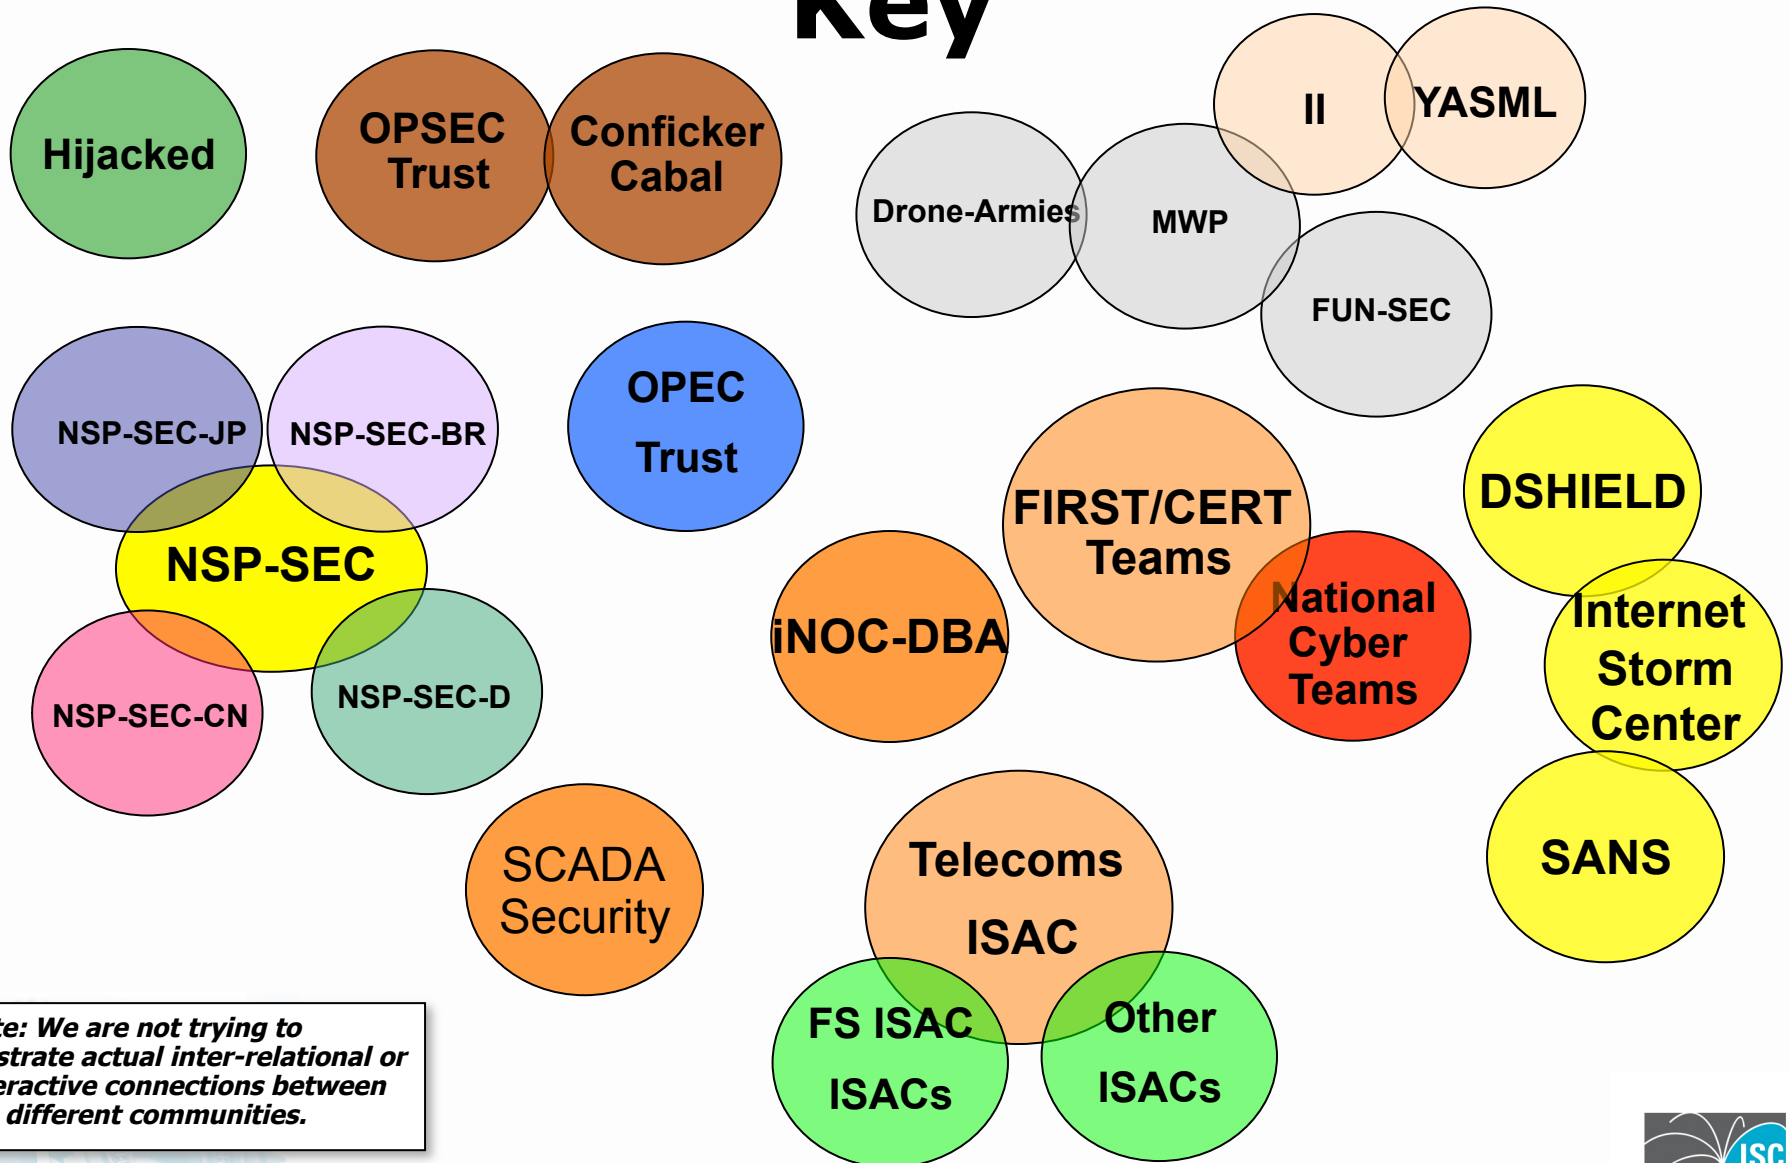 Key
Hijacked
OPSEC
Trust
Conficker
Cabal
II
YASML
Drone-Armies
MWP
FUN-SEC
NSP-SEC-JP
NSP-SEC-BR
NSP-SEC
NSP-SEC-CN
NSP-SEC-D
OPEC
Trust
FIRST/CERT
Teams
National
Cyber
Teams
iNOC-DBA
DSHIELD
Internet
Storm
Center
SANS
SCADA
Security
Telecoms
ISAC
FS ISAC
ISACs
Other
ISACs
te: We are not trying to
strate actual inter-relational or
eractive connections between
different communities.
ISC